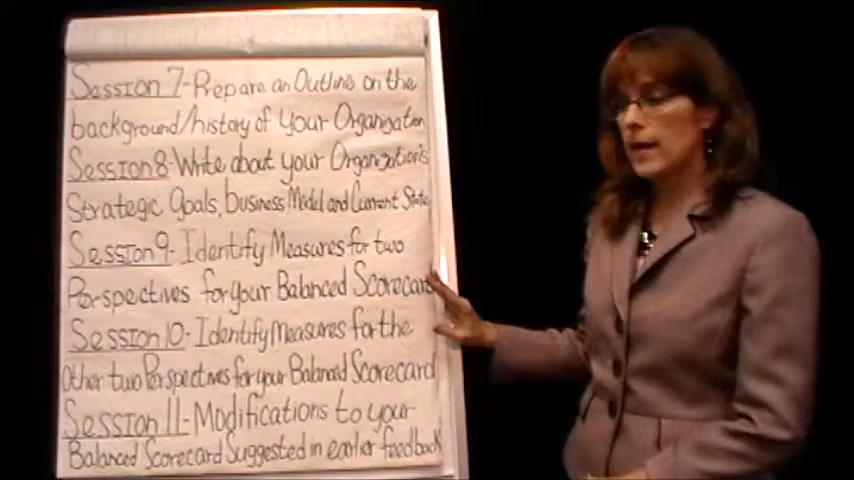 Session 7-Prepare an Outline on the
background/history of your Organization
Session 8-Write about your Organization's
Strategic Goals, business Model and Current State
Session 9-Identify Measures for two
Perspectives for your Balanced Scorecard
Session 10-Identify Measures for the
Other two Perspectives for your Balanced Scorecard
Session 11-Modifications to your
Balanced Scorecard Suggested in earlier feedback